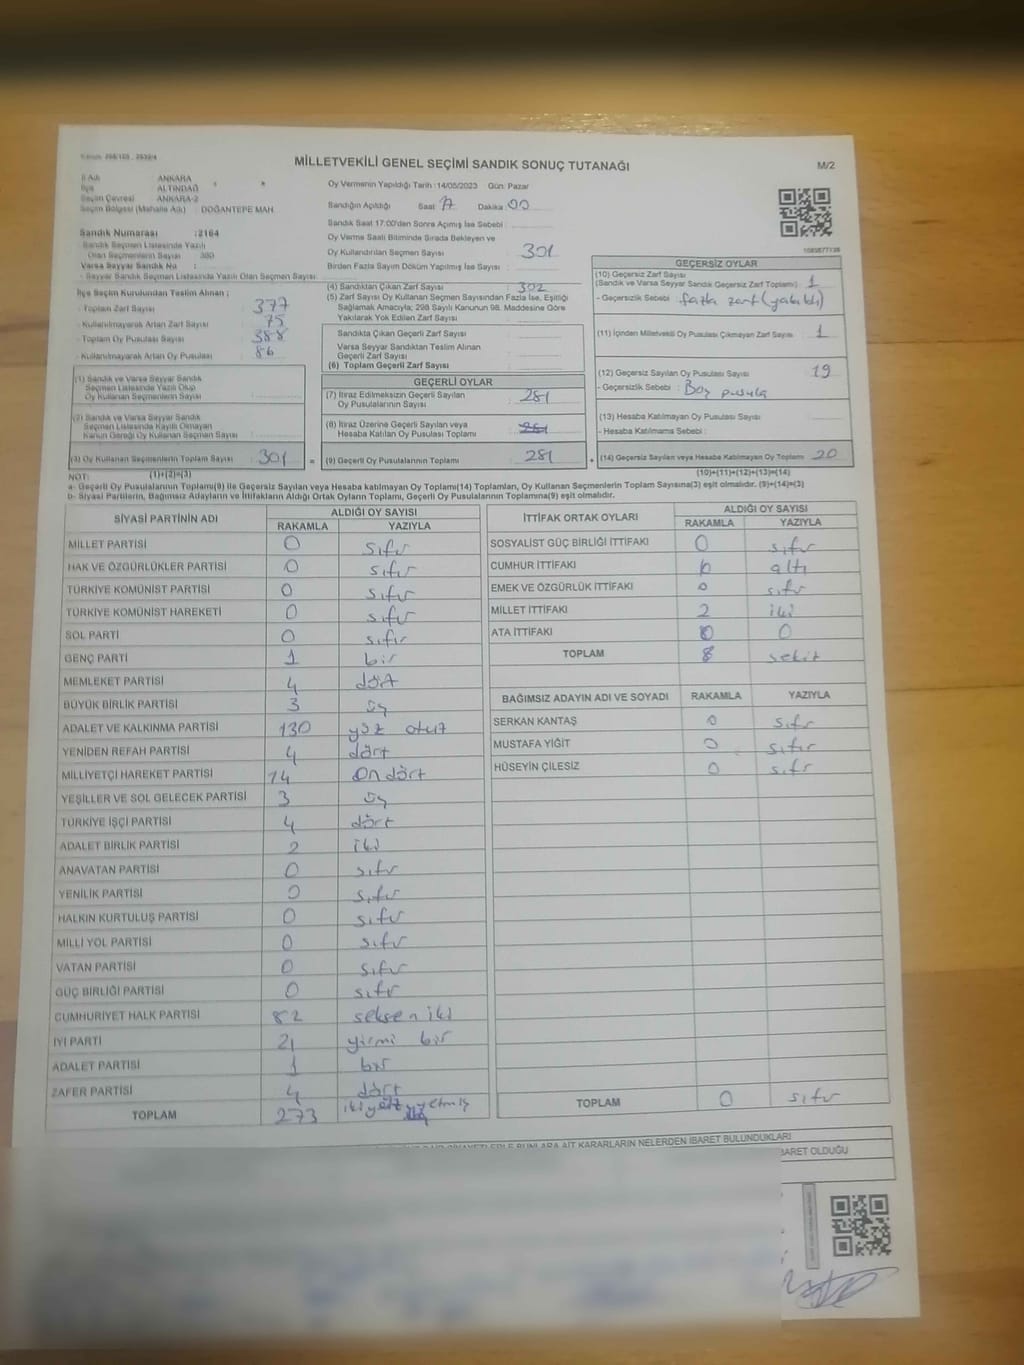 MİLLETVEKİLİ GENEL SEÇİMİ SANDIK SONUÇ TUTANAĞI
M/2
İl Adı ANKARA
İlçe ALTINDAĞ
Seçim Çevresi ANKARA-2
Seçim Bölgesi (Mahalle Adı) : DOĞANTEPE MAH.
Sandık Numarası :2164
- Sandık Seçmen Listesinde Yazılı
Olan Seçmenlerin Sayısı 360
Varsa Seyyar Sandık No :
- Seyyar Sandık Seçmen Listesinde Yazılı Olan Seçmen Sayısı:
İlçe Seçim Kurulundan Teslim Alınan ;
- Toplam Zarf Sayısı : 377
- Kullanılmayarak Artan Zarf Sayısı : 75
- Toplam Oy Pusulası Sayısı : 388
- Kullanılmayarak Artan Oy Pusulası : 86
(1) Sandık ve Varsa Seyyar Sandık
Seçmen Listesinde Yazılı Olup
Oy Kullanan Seçmenlerin Sayısı :
(2) Sandık ve Varsa Seyyar Sandık
Seçmen Listesinde Kayıtlı Olmayan
Kanun Gereği Oy Kullanan Seçmen Sayısı :
(3) Oy Kullanan Seçmenlerin Toplam Sayısı : 301 =
(1)+(2)=(3)
Oy Vermenin Yapıldığı Tarih :14/05/2023 Gün: Pazar
Sandığın Açıldığı Saat 17 Dakika 00
Sandık Saat 17:00'den Sonra Açılmış İse Sebebi :
Oy Verme Saati Bitiminde Sırada Bekleyen ve
Oy Kullandırılan Seçmen Sayısı : 301
Birden Fazla Sayım Döküm Yapılmış İse Sayısı :
(4) Sandıktan Çıkan Zarf Sayısı : 302
(5) Zarf Sayısı Oy Kullanan Seçmen Sayısından Fazla İse, Eşitliği
Sağlamak Amacıyla; 298 Sayılı Kanunun 98. Maddesine Göre
Yakılarak Yok Edilen Zarf Sayısı :
Sandıkta Çıkan Geçerli Zarf Sayısı :
Varsa Seyyar Sandıktan Teslim Alınan
Geçerli Zarf Sayısı :
(6) Toplam Geçerli Zarf Sayısı :
GEÇERLİ OYLAR
(7) İtiraz Edilmeksizin Geçerli Sayılan
Oy Pusulalarının Sayısı : 281
(8) İtiraz Üzerine Geçerli Sayılan veya
Hesaba Katılan Oy Pusulası Toplamı : 281
(9) Geçerli Oy Pusulalarının Toplamı : 281 +
1083877138
GEÇERSİZ OYLAR
(10) Geçersiz Zarf Sayısı
(Sandık ve Varsa Seyyar Sandık Geçersiz Zarf Toplamı) : 1
- Geçersizlik Sebebi : fazla zarf (yakıldı)
(11) İçinden Milletvekili Oy Pusulası Çıkmayan Zarf Sayısı : 1
(12) Geçersiz Sayılan Oy Pusulası Sayısı : 19
- Geçersizlik Sebebi : Boş pusula
(13) Hesaba Katılmayan Oy Pusulası Sayısı :
- Hesaba Katılmama Sebebi :
(14) Geçersiz Sayılan veya Hesaba Katılmayan Oy Toplamı : 20
(10)+(11)+(12)+(13)=(14)
NOT:
a- Geçerli Oy Pusulalarının Toplamı(9) ile Geçersiz Sayılan veya Hesaba katılmayan Oy Toplamı(14) Toplamları, Oy Kullanan Seçmenlerin Toplam Sayısına(3) eşit olmalıdır. (9)+(14)=(3)
b- Siyasi Partilerin, Bağımsız Adayların ve İttifakların Aldığı Ortak Oyların Toplamı, Geçerli Oy Pusulalarının Toplamına(9) eşit olmalıdır.
SİYASİ PARTİNİN ADI ALDIĞI OY SAYISI
RAKAMLA YAZIYLA
MİLLET PARTİSİ 0 sıfır
HAK VE ÖZGÜRLÜKLER PARTİSİ 0 sıfır
TÜRKİYE KOMÜNİST PARTİSİ 0 sıfır
TÜRKİYE KOMÜNİST HAREKETİ 0 sıfır
SOL PARTİ 0 sıfır
GENÇ PARTİ 1 bir
MEMLEKET PARTİSİ 4 dört
BÜYÜK BİRLİK PARTİSİ 3 üç
ADALET VE KALKINMA PARTİSİ 130 yüz otuz
YENİDEN REFAH PARTİSİ 4 dört
MİLLİYETÇİ HAREKET PARTİSİ 14 On dört
YEŞİLLER VE SOL GELECEK PARTİSİ 3 üç
TÜRKİYE İŞÇİ PARTİSİ 4 dört
ADALET BİRLİK PARTİSİ 2 iki
ANAVATAN PARTİSİ 0 sıfır
YENİLİK PARTİSİ 0 sıfır
HALKIN KURTULUŞ PARTİSİ 0 sıfır
MİLLİ YOL PARTİSİ 0 sıfır
VATAN PARTİSİ 0 sıfır
GÜÇ BİRLİĞİ PARTİSİ 0 sıfır
CUMHURİYET HALK PARTİSİ 82 seksen iki
İYİ PARTİ 21 yirmi bir
ADALET PARTİSİ 1 bir
ZAFER PARTİSİ 4 dört
TOPLAM 273 ikiyüz yetmiş
İTTİFAK ORTAK OYLARI ALDIĞI OY SAYISI
RAKAMLA YAZIYLA
SOSYALİST GÜÇ BİRLİĞİ İTTİFAKI 0 sıfır
CUMHUR İTTİFAKI 6 altı
EMEK VE ÖZGÜRLÜK İTTİFAKI 0 sıfır
MİLLET İTTİFAKI 2 iki
ATA İTTİFAKI 0 0
TOPLAM 8 sekiz
BAĞIMSIZ ADAYIN ADI VE SOYADI RAKAMLA YAZIYLA
SERKAN KANTAŞ 0 sıfır
MUSTAFA YİĞİT 0 sıfır
HÜSEYİN ÇİLESİZ 0 sıfır
TOPLAM 0 sıfır
KARARLARIN NELERDEN İBARET BULUNDUKLARI
BARET OLDUĞU